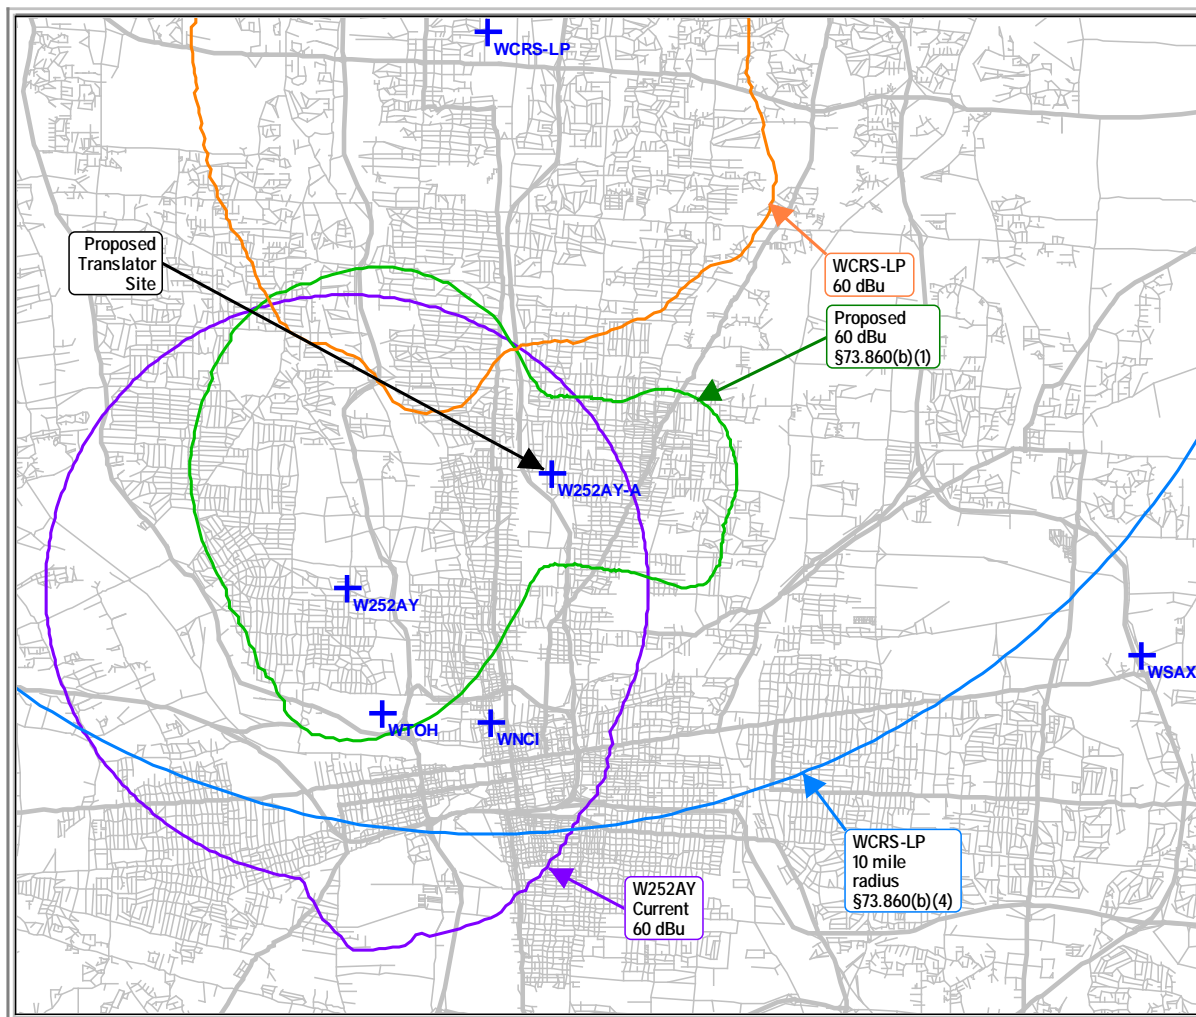 WCRS-LP
Proposed
Translator
Site
WCRS-LP
60 dBu
Proposed
60 dBu
§73.860(b)(1)
W252AY-A
W252AY
WSAX
WTOH
WNCI
WCRS-LP
10 mile
radius
§73.860(b)(4)
W252AY
Current
60 dBu